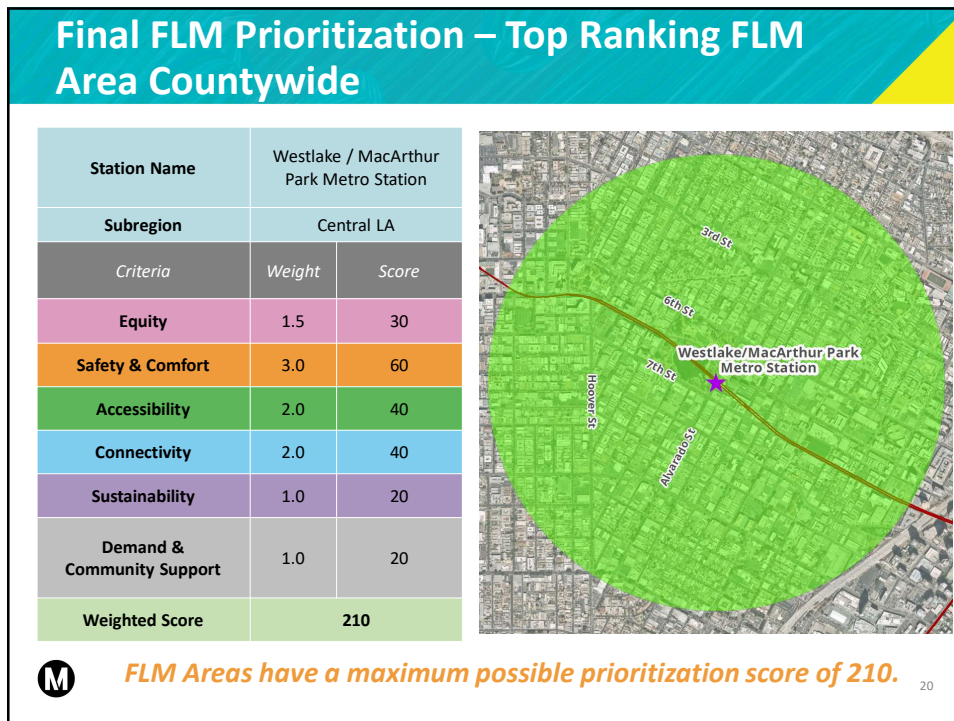 Final FLM Prioritization – Top Ranking FLM
Area Countywide
Station Name
Westlake / MacArthur
Park Metro Station
Subregion
Central LA
Criteria Weight Score
Equity 1.5 30
Safety & Comfort 3.0 60
Accessibility 2.0 40
Connectivity 2.0 40
Sustainability 1.0 20
Demand &
Community Support 1.0 20
Weighted Score 210
3rd St
6th St
Westlake/MacArthur Park
Metro Station
7th St
Hoover St
Alvarado St
M
FLM Areas have a maximum possible prioritization score of 210.
20